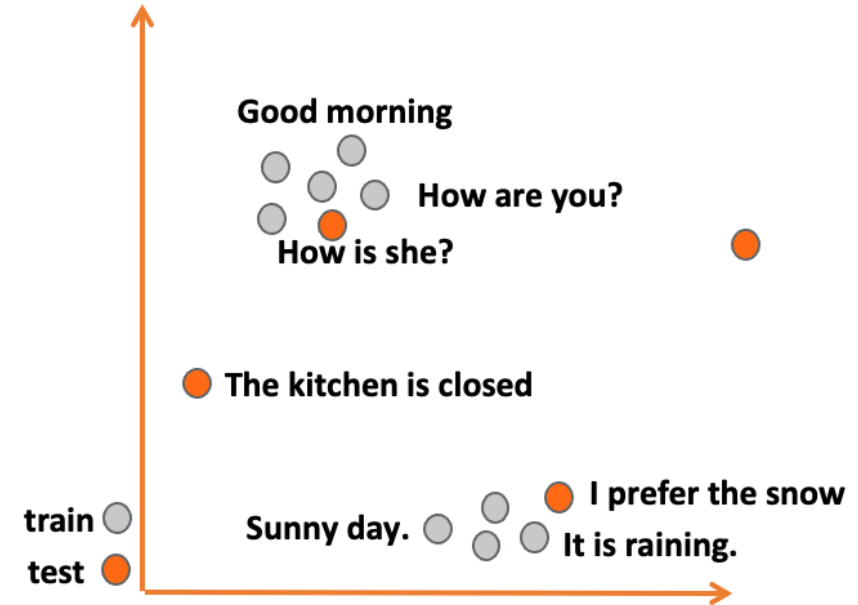 Good morning
How are you?
How is she?
The kitchen is closed
I prefer the snow
train
Sunny day.
It is raining.
test